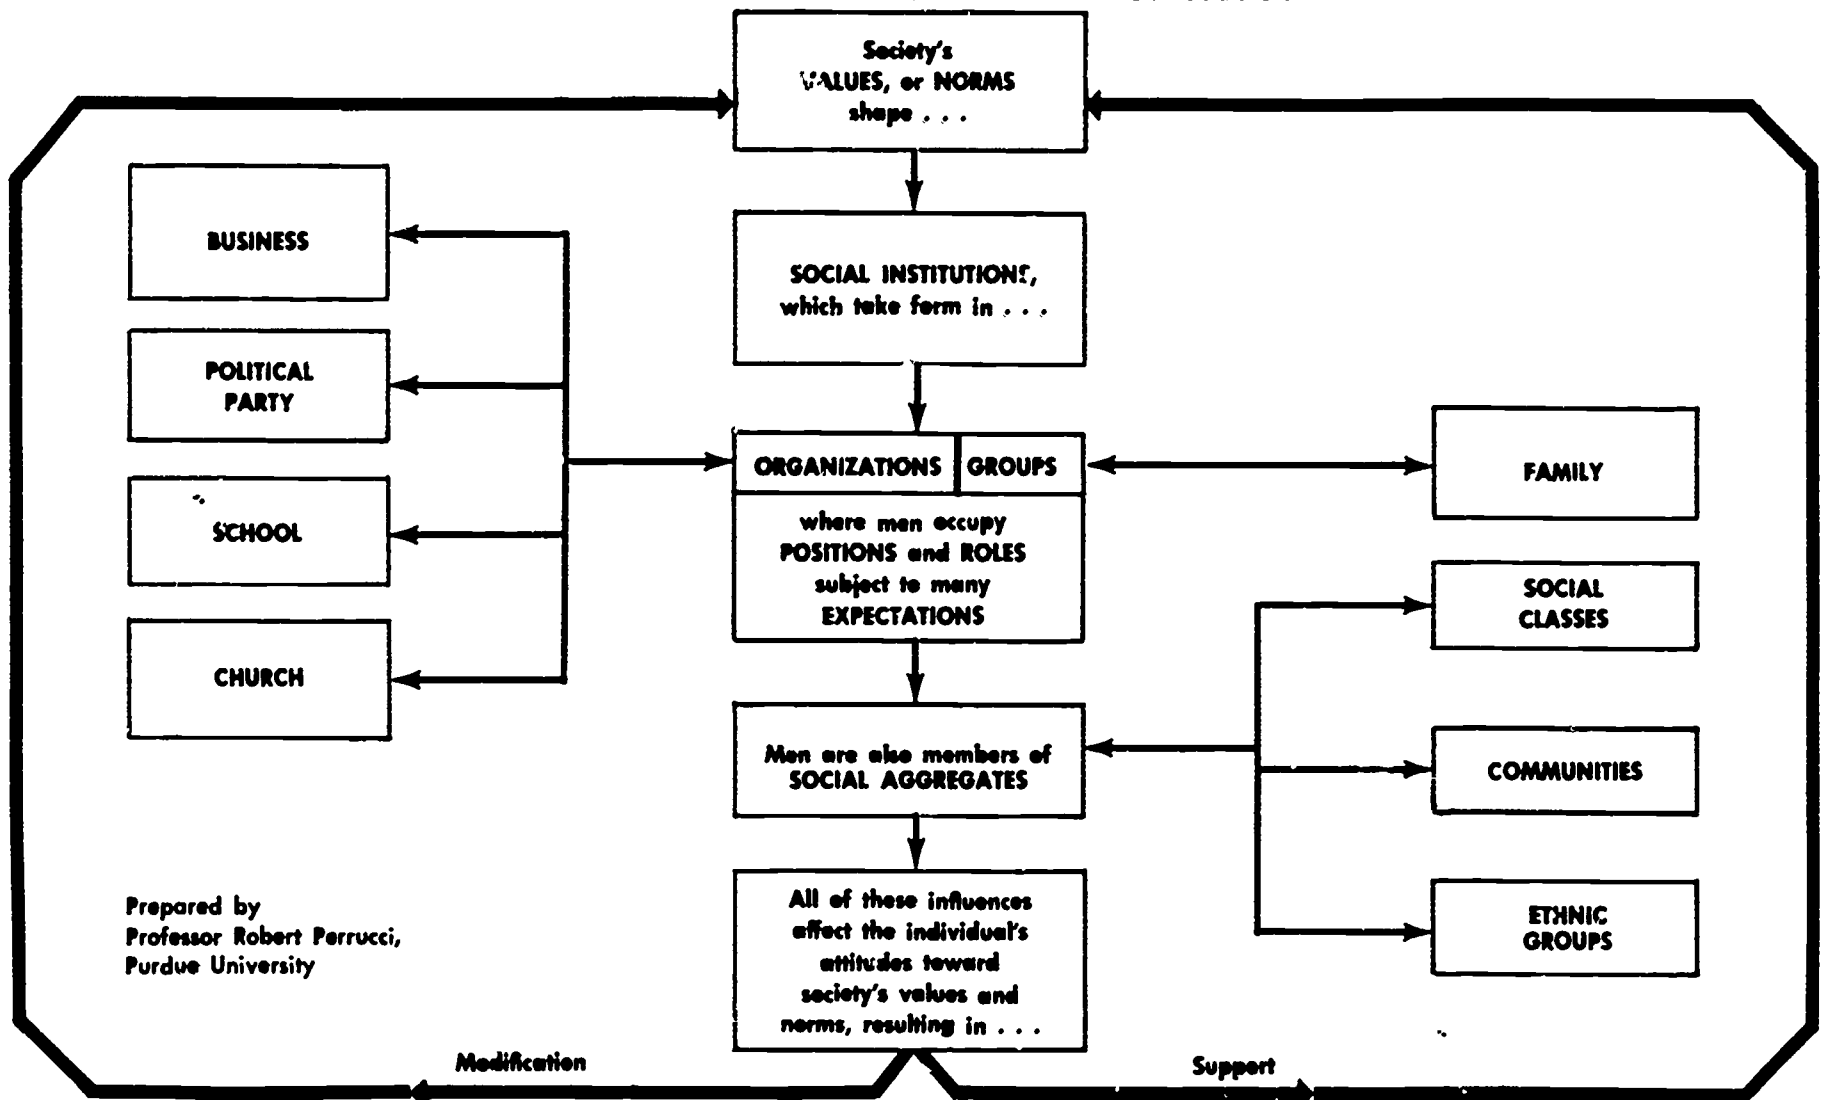 Society's
VALUES, or NORMS
shape . . .
BUSINESS
SOCIAL INSTITUTIONS,
which take form in . . .
POLITICAL
PARTY
ORGANIZATIONS
GROUPS
where men occupy
POSITIONS and ROLES
subject to many
EXPECTATIONS
FAMILY
SCHOOL
SOCIAL
CLASSES
CHURCH
Men are also members of
SOCIAL AGGREGATES
COMMUNITIES
All of these influences
affect the individual's
attitudes toward
society's values and
norms, resulting in . . .
ETHNIC
GROUPS
Prepared by
Professor Robert Perrucci,
Purdue University
Modification
Support